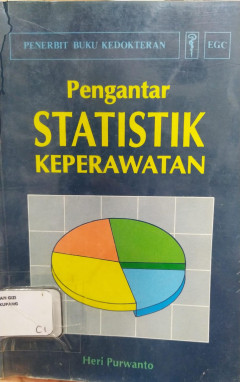 PENERBIT BUKU KEDOKTERAN
EGC
Pengantar
STATISTIK
KEPERAWATAN
Heri Purwanto